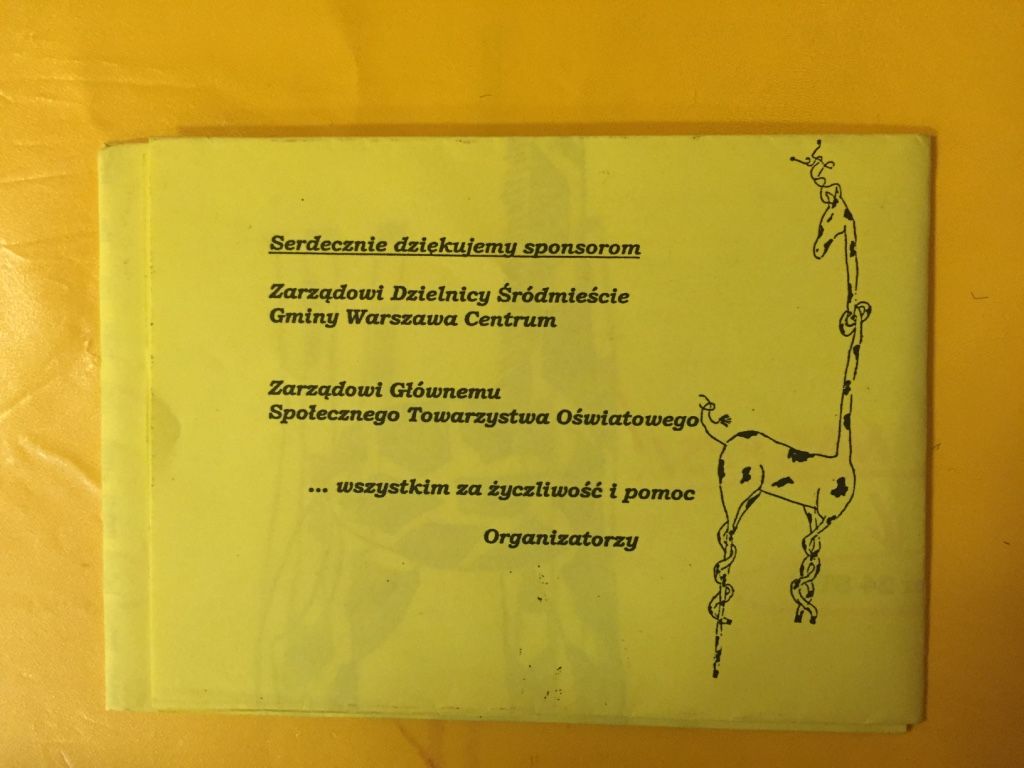 Serdecznie dziękujemy sponsorom
Zarządowi Dzielnicy Śródmieście
Gminy Warszawa Centrum
Zarządowi Głównemu
Społecznego Towarzystwa Oświatowego
... wszystkim za życzliwość i pomoc
Organizatorzy